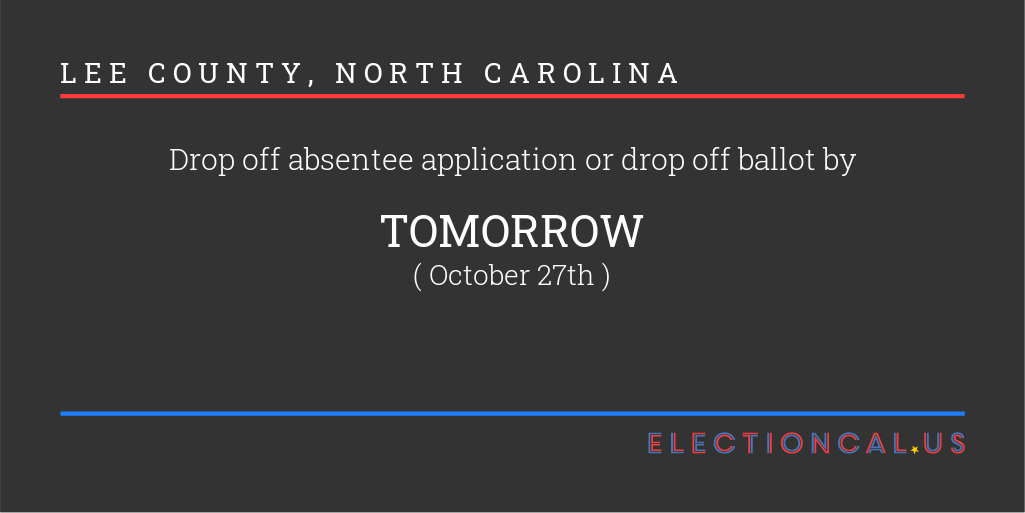 LEE COUNTY, NORTH CAROLINA
Drop off absentee application or drop off ballot by
TOMORROW
( October 27th )
ELECTIONCAL.US